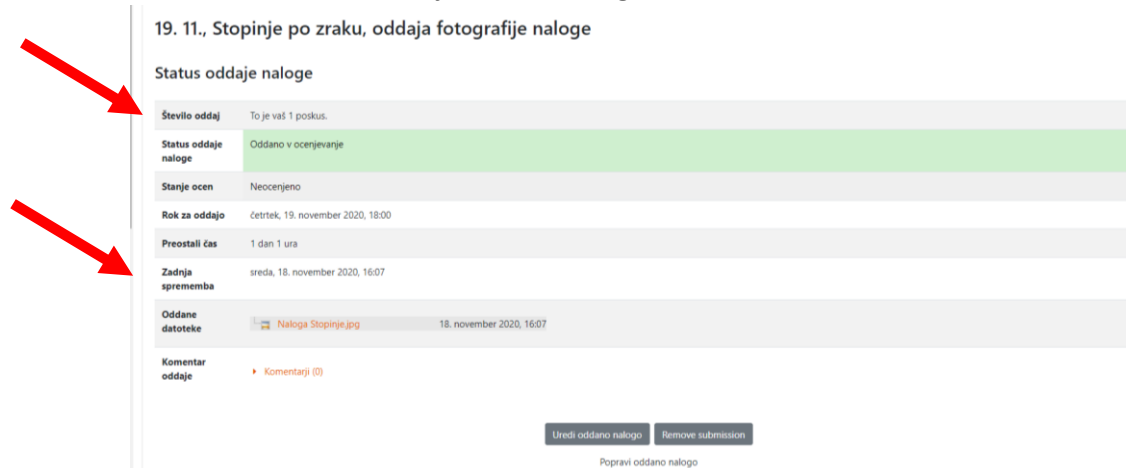 19. 11., Stopinje po zraku, oddaja fotografije naloge
Status oddaje naloge
Število oddaj To je vaš 1 poskus.
Status oddaje naloge Oddano v ocenjevanje
Stanje ocen Neocenjeno
Rok za oddajo četrtek, 19. november 2020, 18:00
Preostali čas 1 dan 1 ura
Zadnja sprememba sreda, 18. november 2020, 16:07
Oddane datoteke Naloga Stopinje.jpg 18. november 2020, 16:07
Komentar oddaje Komentarji (0)
Uredi oddano nalogo Remove submission
Popravi oddano nalogo